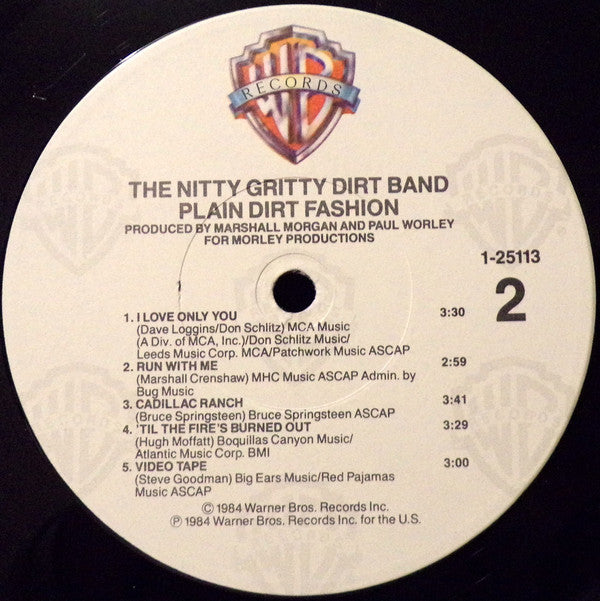 WB
RECORDS
THE NITTY GRITTY DIRT BAND
PLAIN DIRT FASHION
PRODUCED BY MARSHALL MORGAN AND PAUL WORLEY
FOR MORLEY PRODUCTIONS
1-25113
2
1
1. I LOVE ONLY YOU 3:30
(Dave Loggins/Don Schlitz) MCA Music
(A Div. of MCA, Inc.)/Don Schlitz Music/
Leeds Music Corp. MCA/Patchwork Music ASCAP
2. RUN WITH ME 2:59
(Marshall Crenshaw) MHC Music ASCAP Admin. by
Bug Music
3. CADILLAC RANCH 3:41
(Bruce Springsteen) Bruce Springsteen ASCAP
4. 'TIL THE FIRE'S BURNED OUT 3:29
(Hugh Moffatt) Boquillas Canyon Music/
Atlantic Music Corp. BMI
5. VIDEO TAPE 3:00
(Steve Goodman) Big Ears Music/Red Pajamas
Music ASCAP
© 1984 Warner Bros. Records Inc.
℗ 1984 Warner Bros. Records Inc. for the U.S.